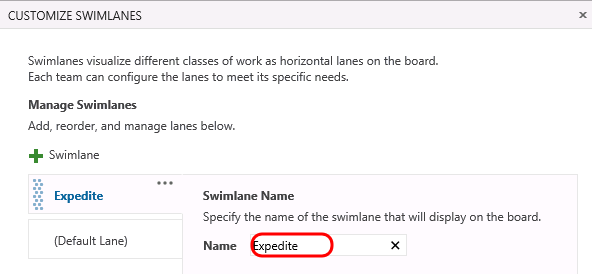 CUSTOMIZE SWIMLANES
Swimlanes visualize different classes of work as horizontal lanes on the board.
Each team can configure the lanes to meet its specific needs.
Manage Swimlanes
Add, reorder, and manage lanes below.
Swimlane
Expedite
(Default Lane)
Swimlane Name
Specify the name of the swimlane that will display on the board.
Name Expedite